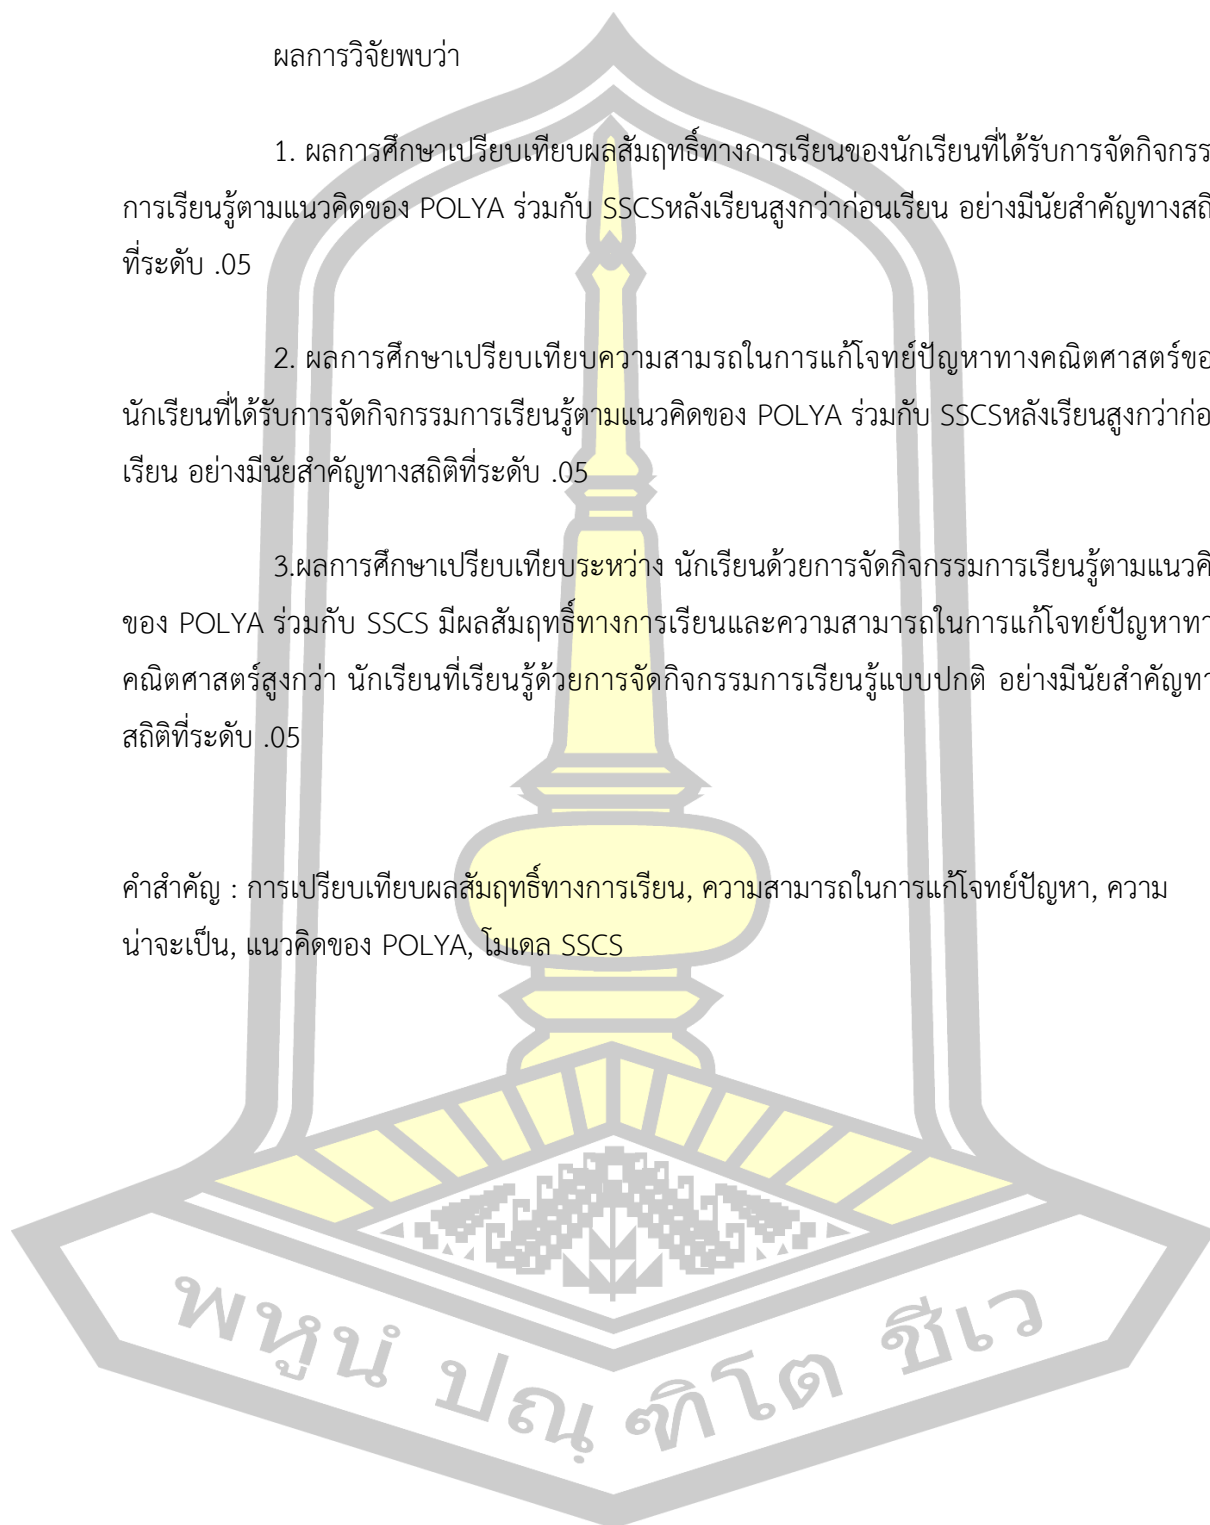 ผลการวิจัยพบว่า
1. ผลการศึกษาเปรียบเทียบผลสัมฤทธิ์ทางการเรียนของนักเรียนที่ได้รับการจัดกิจกรร
การเรียนรู้ตามแนวคิดของ POLYA ร่วมกับ SSCSหลังเรียนสูงกว่าก่อนเรียน อย่างมีนัยสำคัญทางสถิ
ที่ระดับ .05
2. ผลการศึกษาเปรียบเทียบความสามรถในการแก้โจทย์ปัญหาทางคณิตศาสตร์ขอ
นักเรียนที่ได้รับการจัดกิจกรรมการเรียนรู้ตามแนวคิดของ POLYA ร่วมกับ SSCSหลังเรียนสูงกว่าก่อ
เรียน อย่างมีนัยสำคัญทางสถิติที่ระดับ .05
3.ผลการศึกษาเปรียบเทียบระหว่าง นักเรียนด้วยการจัดกิจกรรมการเรียนรู้ตามแนวคิ
ของ POLYA ร่วมกับ SSCS มีผลสัมฤทธิ์ทางการเรียนและความสามารถในการแก้โจทย์ปัญหาทา
คณิตศาสตร์สูงกว่า นักเรียนที่เรียนรู้ด้วยการจัดกิจกรรมการเรียนรู้แบบปกติ อย่างมีนัยสำคัญทา
สถิติที่ระดับ .05
คำสำคัญ : การเปรียบเทียบผลสัมฤทธิ์ทางการเรียน, ความสามารถในการแก้โจทย์ปัญหา, ความ
น่าจะเป็น, แนวคิดของ POLYA, โมเดล SSCS
พหูนํ ปณฺ ฑิโต ชีเว